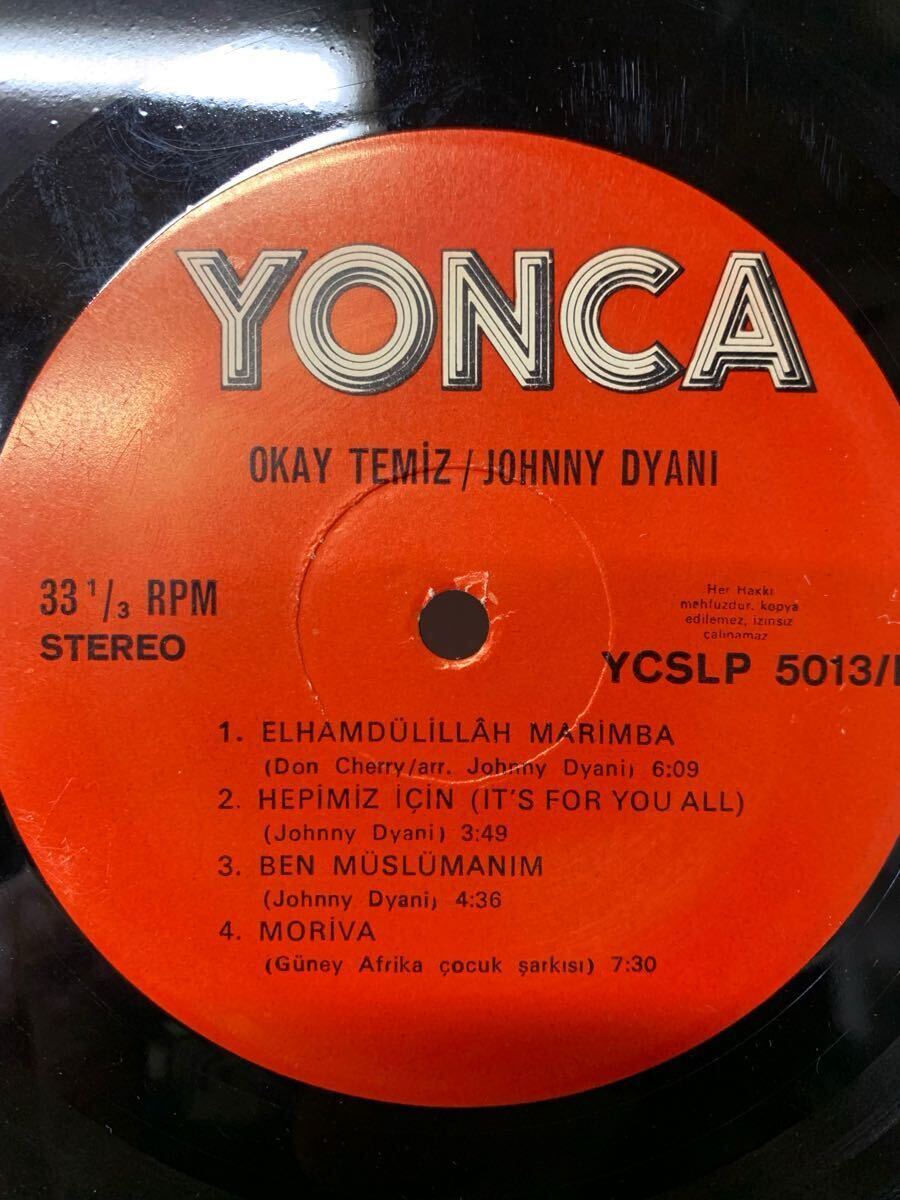 YONCA
OKAY TEMİZ / JOHNNY DYANI
33 1/3 RPM
STEREO
Her Hakkı
mahfuzdur. kopya
edilemez, izinsiz
çalınamaz
YCSLP 5013/
1. ELHAMDÜLİLLÂH MARİMBA
(Don Cherry/arr. Johnny Dyani) 6:09
2. HEPİMİZ İÇİN (IT'S FOR YOU ALL)
(Johnny Dyani) 3:49
3. BEN MÜSLÜMANIM
(Johnny Dyani) 4:36
4. MORİVA
(Güney Afrika çocuk şarkısı) 7:30